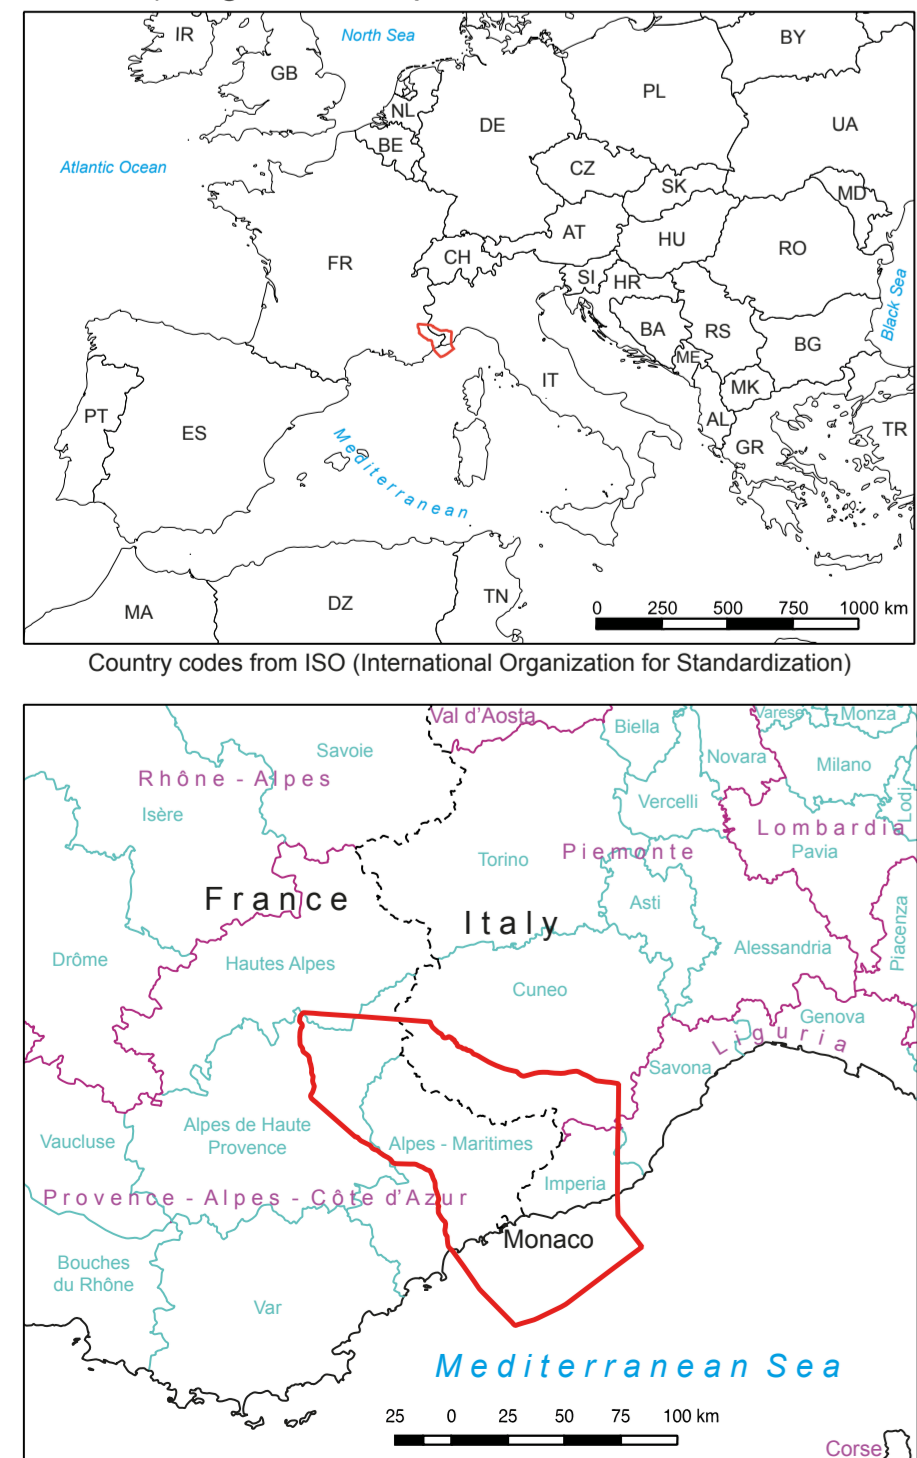 IR
North Sea
BY
GB
PL
NL
DE
UA
BE
Atlantic Ocean
CZ
SK
MD
AT
HU
RO
FR
CH
SI
HR
Black Sea
BA
RS
BG
ME
IT
MK
PT
AL
ES
TR
GR
Mediterranean
MA
DZ
TN
0 250 500 750 1000 km
Country codes from ISO (International Organization for Standardization)
Val d'Aosta
Varese
Monza
Biella
Savoie
Novara
Milano
Rhône - Alpes
Isère
Vercelli
Lodi
Lombardia
Torino
Piemonte
Pavia
France
Asti
Italy
Piacenza
Alessandria
Drôme
Hautes Alpes
Cuneo
Genova
Liguria
Savona
Alpes de Haute
Provence
Vaucluse
Alpes - Maritimes
Imperia
Provence - Alpes - Côte d'Azur
Monaco
Bouches
du Rhône
Var
Mediterranean Sea
25 0 25 50 75 100 km
Corse